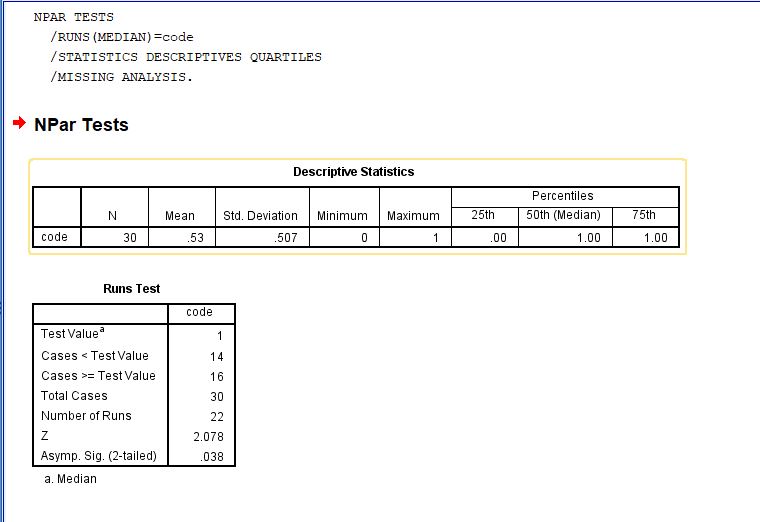 NPAR TESTS
/RUNS(MEDIAN)=code
/STATISTICS DESCRIPTIVES QUARTILES
/MISSING ANALYSIS.
NPar Tests
Descriptive Statistics
Percentiles
N Mean Std. Deviation Minimum Maximum 25th 50th (Median) 75th
code 30 .53 .507 0 1 .00 1.00 1.00
Runs Test
code
Test Valueª 1
Cases < Test Value 14
Cases >= Test Value 16
Total Cases 30
Number of Runs 22
Z 2.078
Asymp. Sig. (2-tailed) .038
a. Median